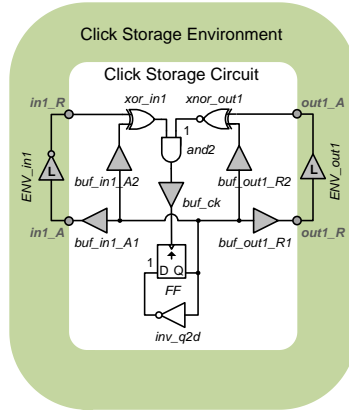 Click Storage Environment
Click Storage Circuit
in1_R
xor_in1
xnor_out1
out1_A
1
and2
ENV_in1
L
buf_in1_A2
buf_out1_R2
L
ENV_out1
buf_ck
in1_A
buf_in1_A1
buf_out1_R1
out1_R
1
D Q
FF
inv_q2d